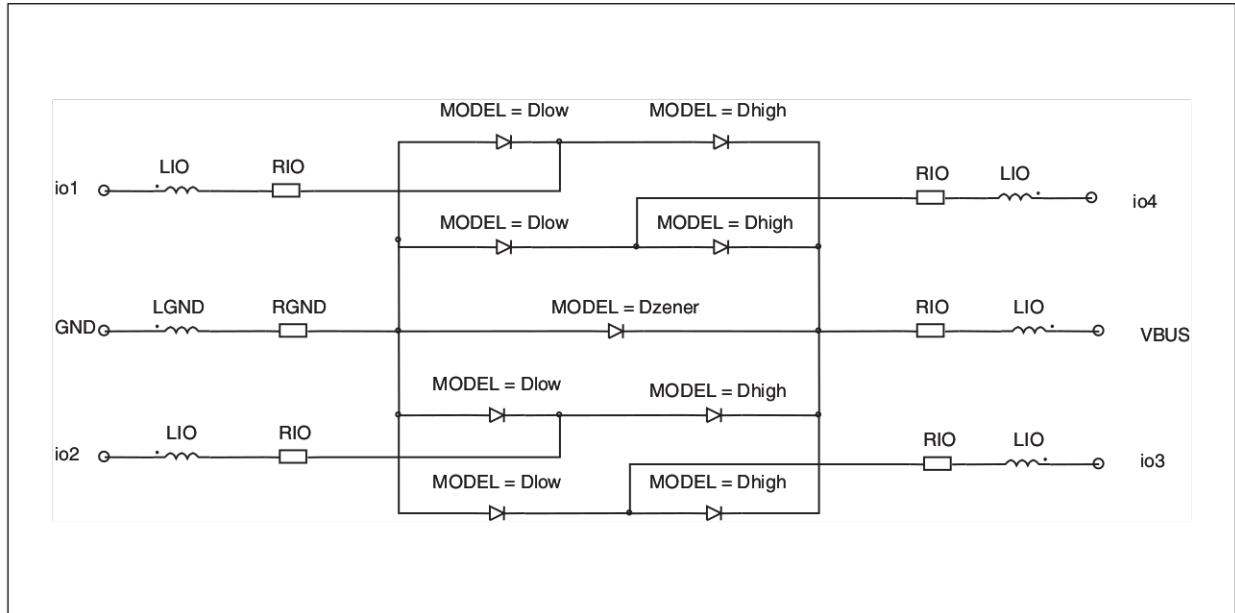 MODEL = Dlow MODEL = Dhigh
LIO RIO RIO LIO
io1 io4
MODEL = Dlow MODEL = Dhigh
LGND RGND MODEL = Dzener RIO LIO
GND VBUS
MODEL = Dlow MODEL = Dhigh
LIO RIO RIO LIO
io2 io3
MODEL = Dlow MODEL = Dhigh